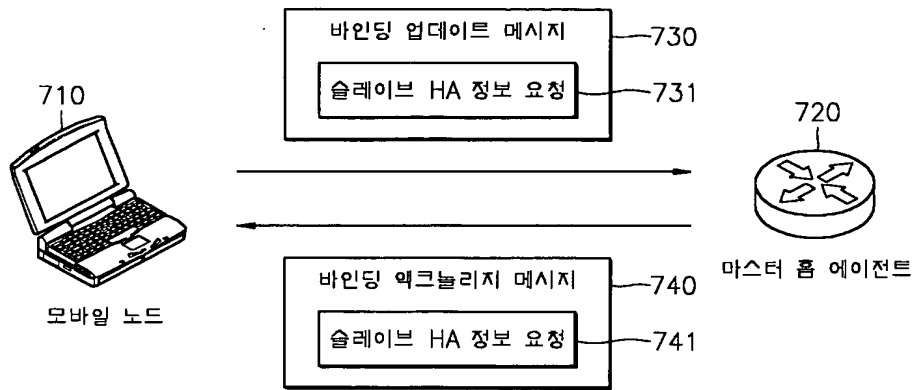 바인딩 업데이트 메시지
730
슬레이브 HA 정보 요청
731
710
720
모바일 노드
마스터 홈 에이전트
바인딩 액크놀리지 메시지
740
슬레이브 HA 정보 요청
741